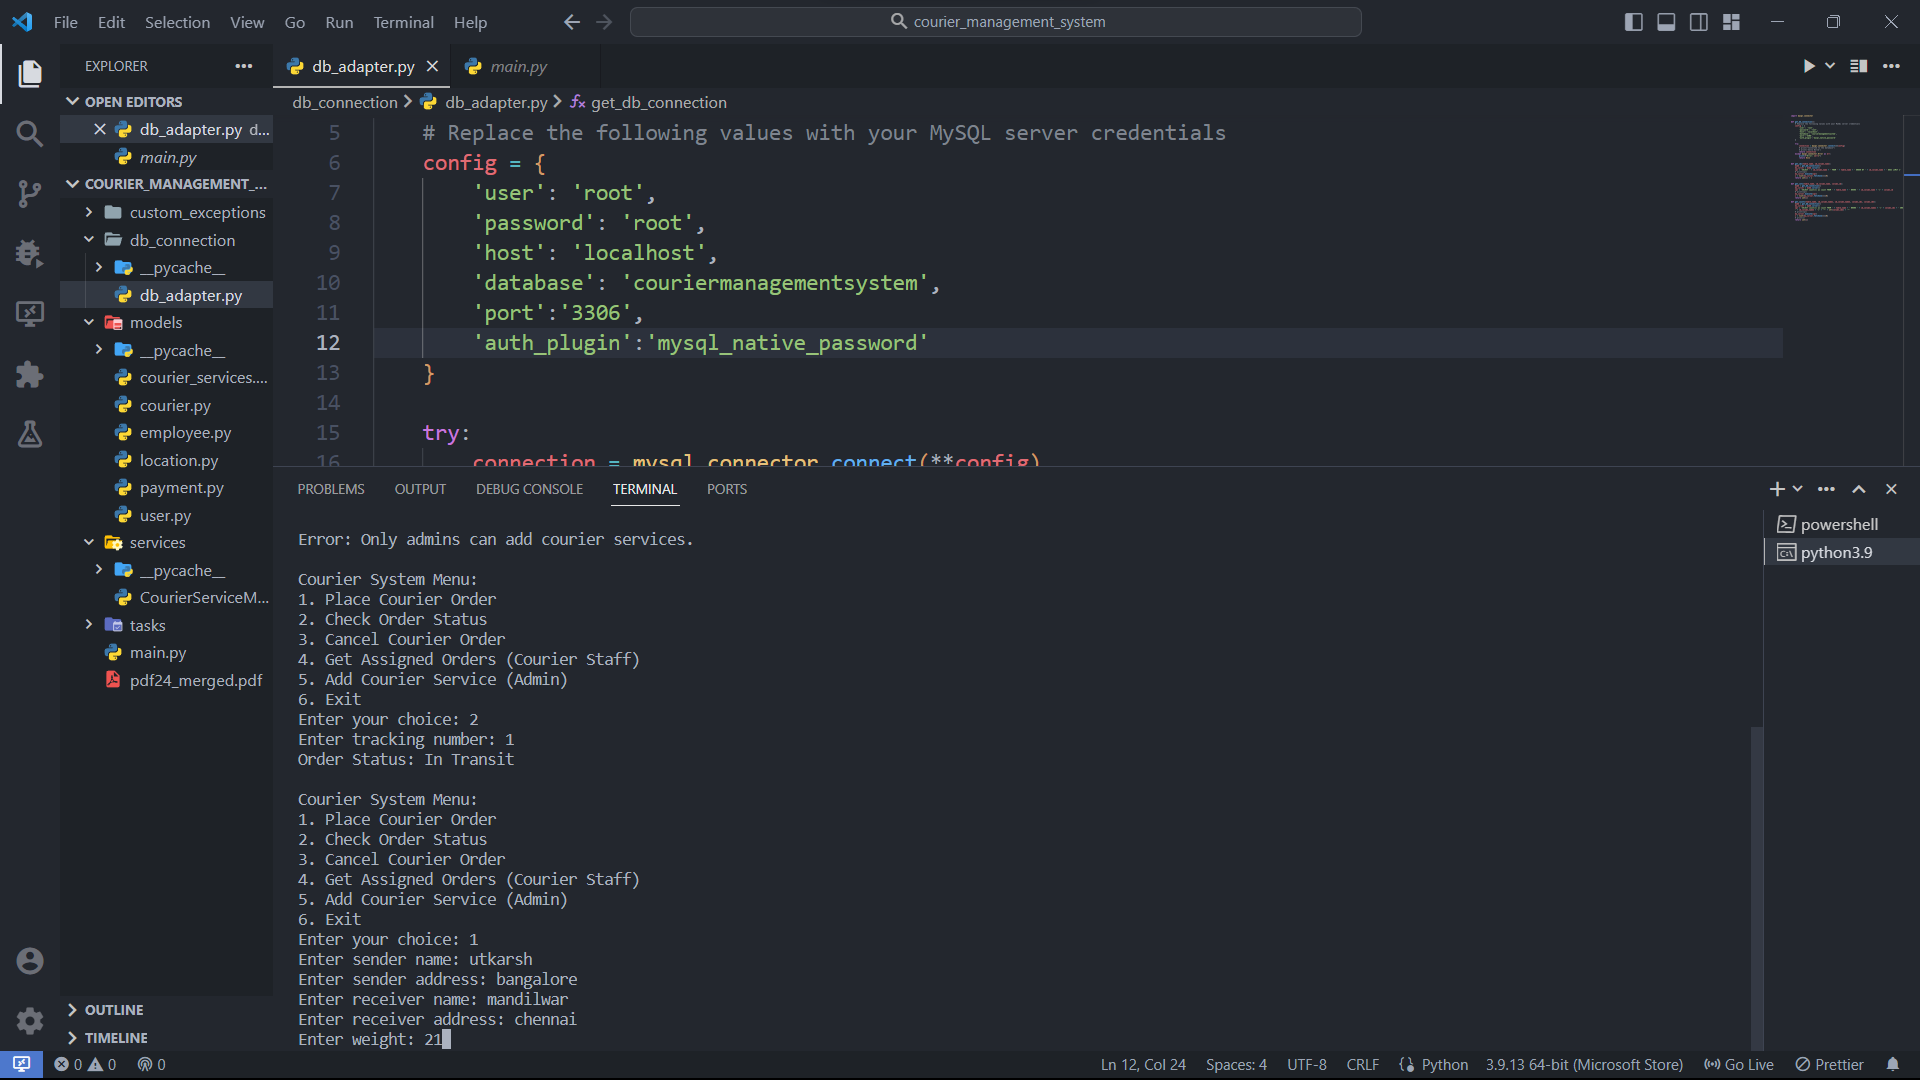 File Edit Selection View Go Run Terminal Help
courier_management_system
EXPLORER
OPEN EDITORS
db_adapter.py d...
main.py
COURIER_MANAGEMENT_...
custom_exceptions
db_connection
__pycache__
db_adapter.py
models
__pycache__
courier_services....
courier.py
employee.py
location.py
payment.py
user.py
services
__pycache__
CourierServiceM...
tasks
main.py
pdf24_merged.pdf
OUTLINE
TIMELINE
db_adapter.py main.py
db_connection > db_adapter.py > get_db_connection
5 # Replace the following values with your MySQL server credentials
6 config = {
7 'user': 'root',
8 'password': 'root',
9 'host': 'localhost',
10 'database': 'couriermanagementsystem',
11 'port':'3306',
12 'auth_plugin':'mysql_native_password'
13 }
14
15 try:
16 connection = mysql.connector.connect(**config)
PROBLEMS OUTPUT DEBUG CONSOLE TERMINAL PORTS
powershell
python3.9
Error: Only admins can add courier services.
Courier System Menu:
1. Place Courier Order
2. Check Order Status
3. Cancel Courier Order
4. Get Assigned Orders (Courier Staff)
5. Add Courier Service (Admin)
6. Exit
Enter your choice: 2
Enter tracking number: 1
Order Status: In Transit
Courier System Menu:
1. Place Courier Order
2. Check Order Status
3. Cancel Courier Order
4. Get Assigned Orders (Courier Staff)
5. Add Courier Service (Admin)
6. Exit
Enter your choice: 1
Enter sender name: utkarsh
Enter sender address: bangalore
Enter receiver name: mandilwar
Enter receiver address: chennai
Enter weight: 21
0 0 0 Ln 12, Col 24 Spaces: 4 UTF-8 CRLF Python 3.9.13 64-bit (Microsoft Store) Go Live Prettier